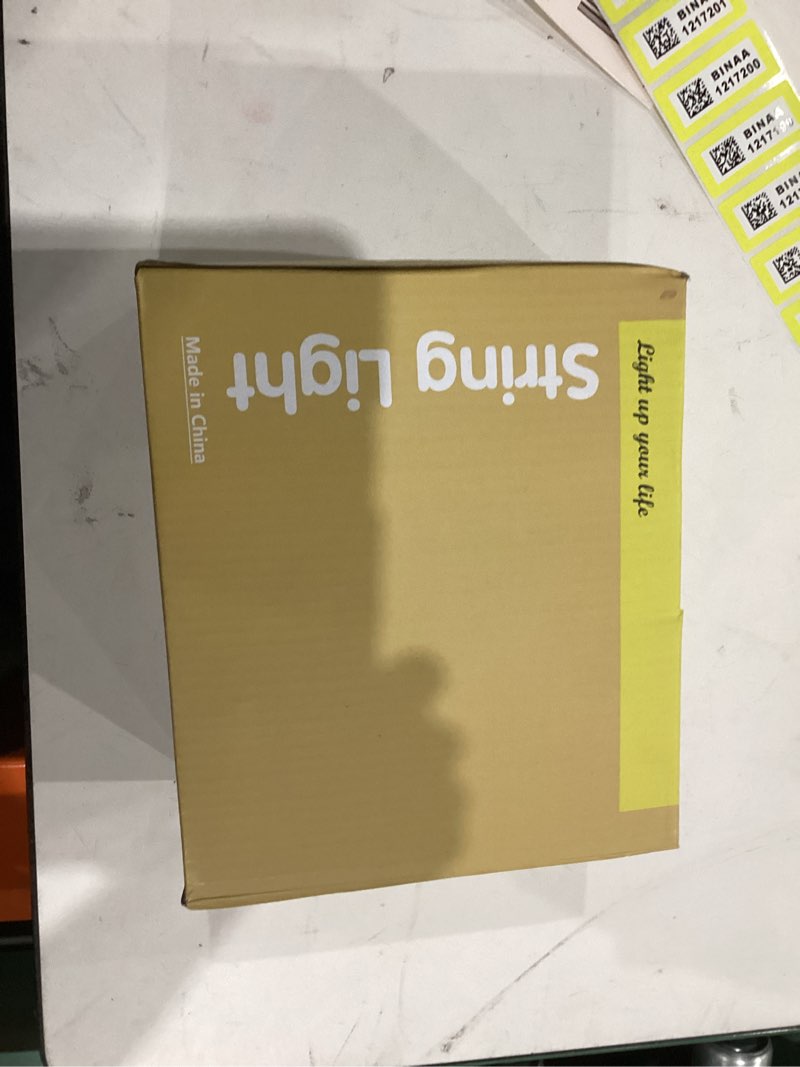 String Light
Light up your life
Made in China
1217201
BINAA
1217200
BINAA